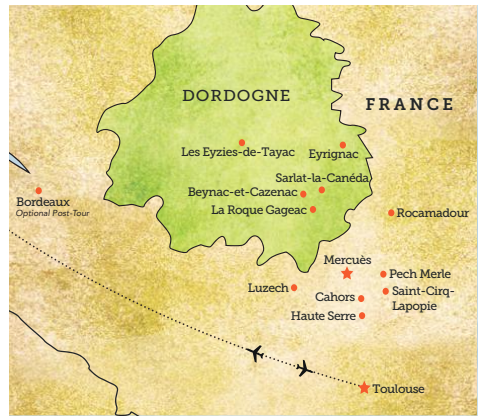 DORDOGNE
FRANCE
Les Eyzies-de-Tayac
Eyrignac
Sarlat-la-Canéda
Beynac-et-Cazenac
La Roque Gageac
Bordeaux
Optional Post-Tour
Rocamadour
Mercuès
Pech Merle
Luzech
Saint-Cirq-
Lapopie
Cahors
Haute Serre
Toulouse